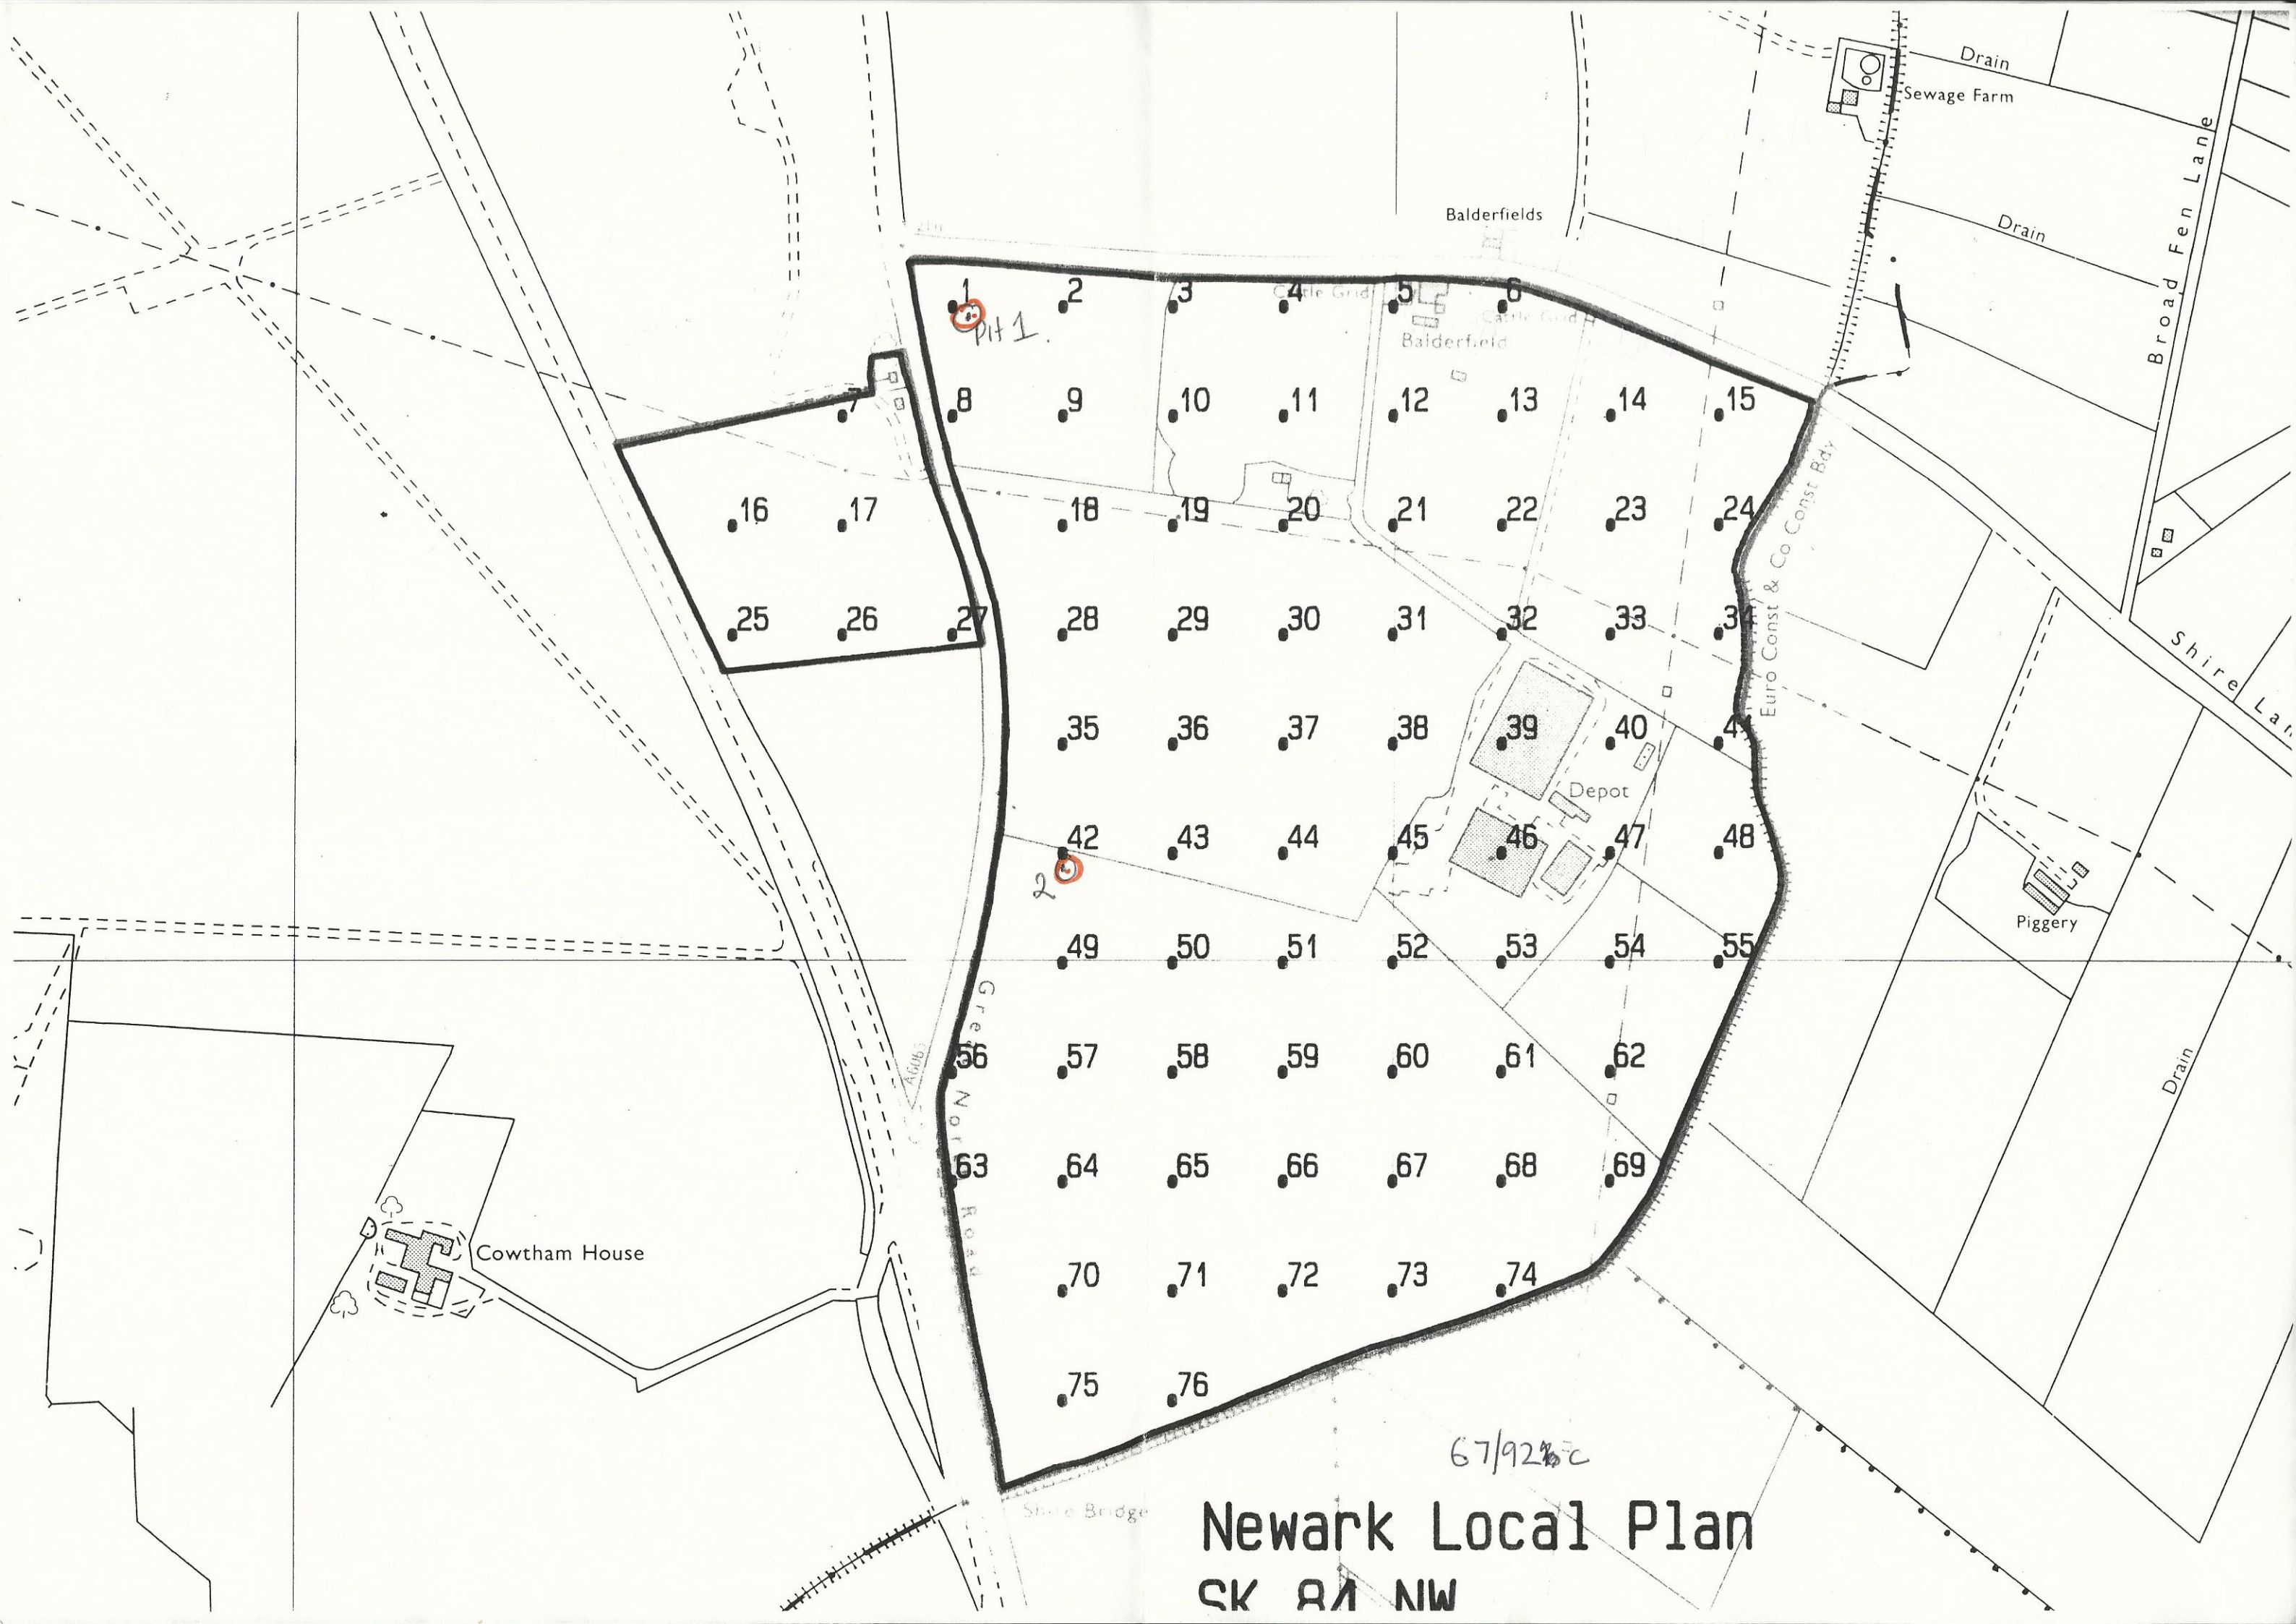 Drain
Sewage Farm
Broad Fen Lane
Drain
Balderfields
1 2 3 4 5 6
Pit 1.
Cattle Grid
Cattle Grid
Balderfield
7 8 9 10 11 12 13 14 15
16 17 18 19 20 21 22 23 24
Euro Const & Co Const Bdy
25 26 27 28 29 30 31 32 33 34
Shire Lan
35 36 37 38 39 40 41
Depot
42 43 44 45 46 47 48
2
Piggery
49 50 51 52 53 54 55
Great North Road
56 57 58 59 60 61 62
Drain
63 64 65 66 67 68 69
Cowtham House
70 71 72 73 74
75 76
67/92
Shire Bridge
Newark Local Plan
SK 84 NW